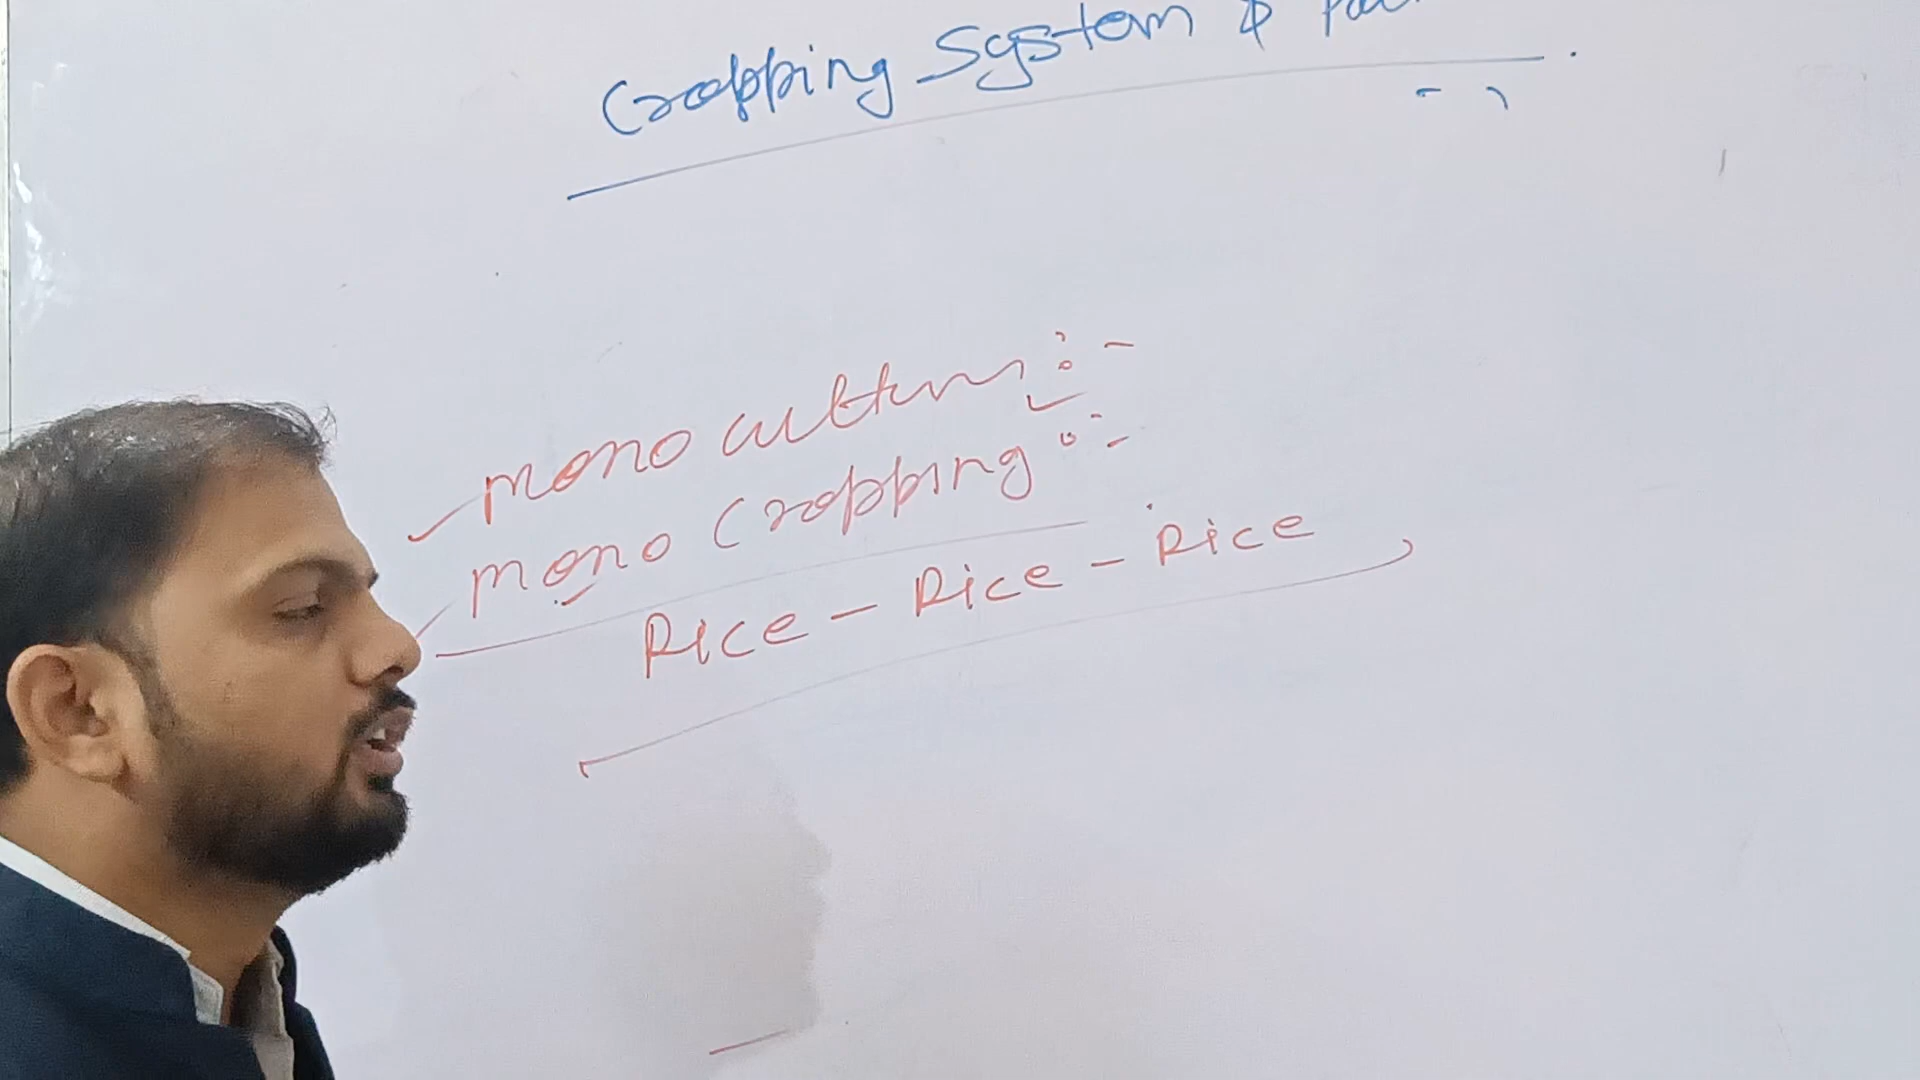 Cropping System &
mono culture :-
mono Cropping :-
Rice - Rice - Rice